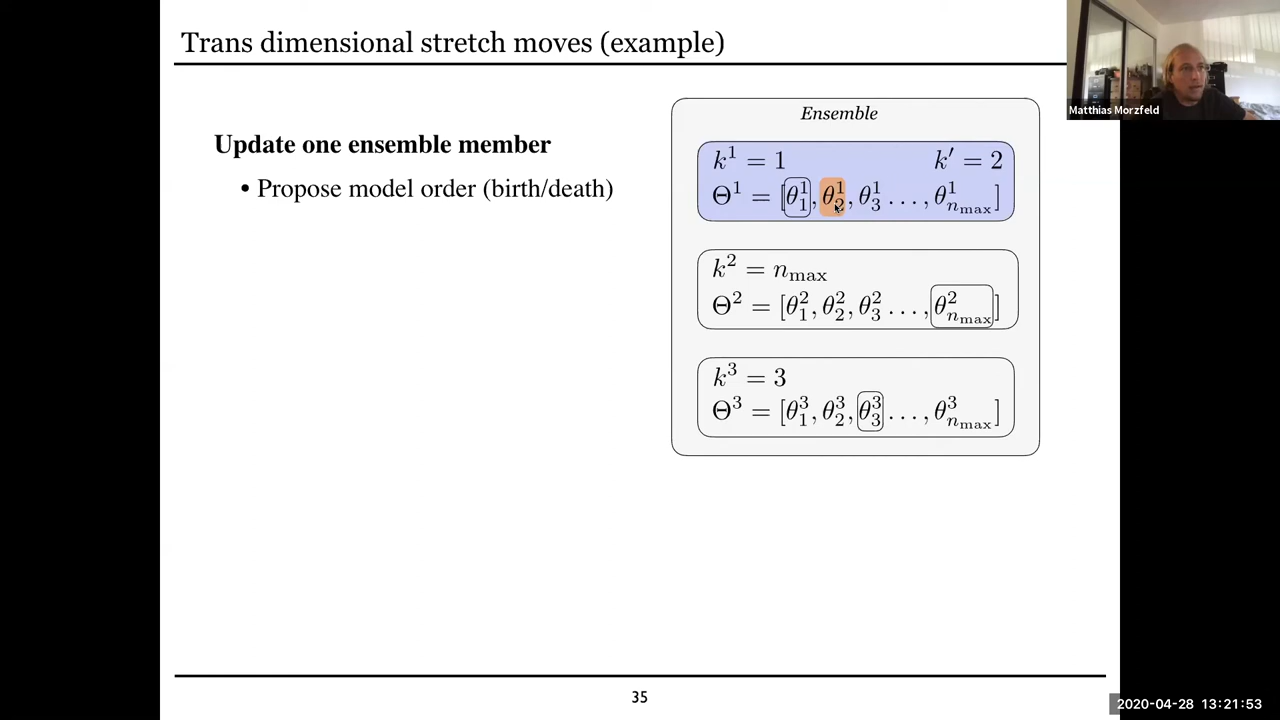 Trans dimensional stretch moves (example)
Matthias Morzfeld
Update one ensemble member
• Propose model order (birth/death)
Ensemble
k¹ = 1 k′ = 2
Θ¹ = [θ₁¹, θ₂¹, θ₃¹ …, θ¹ₙₘₐₓ]
k² = nₘₐₓ
Θ² = [θ₁², θ₂², θ₃² …, θ²ₙₘₐₓ]
k³ = 3
Θ³ = [θ₁³, θ₂³, θ₃³ …, θ³ₙₘₐₓ]
35
2020-04-28 13:21:53